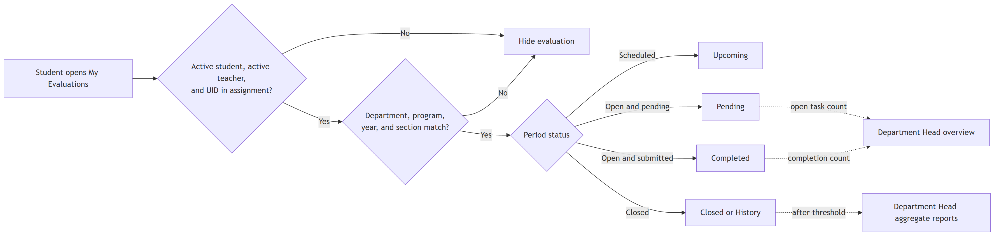 Student opens My
Evaluations
Active student, active
teacher,
and UID in assignment?
No
Yes
Department, program,
year, and section match?
No
Yes
Hide evaluation
Period status
Scheduled
Open and pending
Open and submitted
Closed
Upcoming
Pending
Completed
Closed or History
open task count
completion count
after threshold
Department Head overview
Department Head
aggregate reports